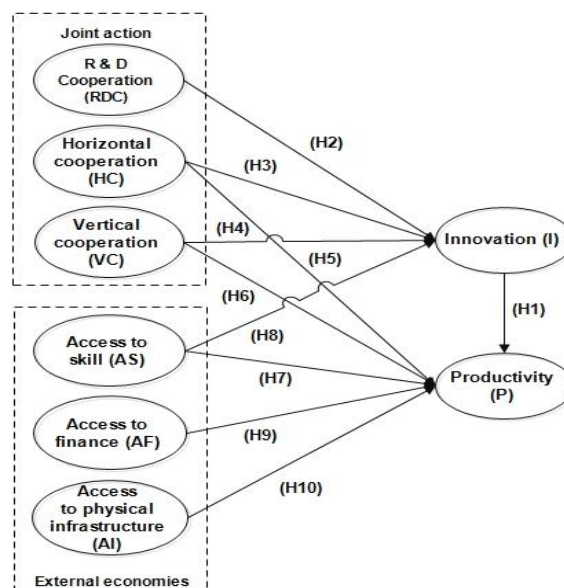 Joint action
R & D
Cooperation
(RDC)
Horizontal
cooperation
(HC)
Vertical
cooperation
(VC)
(H2)
(H3)
(H4)
(H5)
(H6)
(H8)
(H7)
(H9)
(H10)
Innovation (I)
(H1)
Productivity
(P)
Access to
skill (AS)
Access to
finance (AF)
Access
to physical
infrastructure
(AI)
External economies